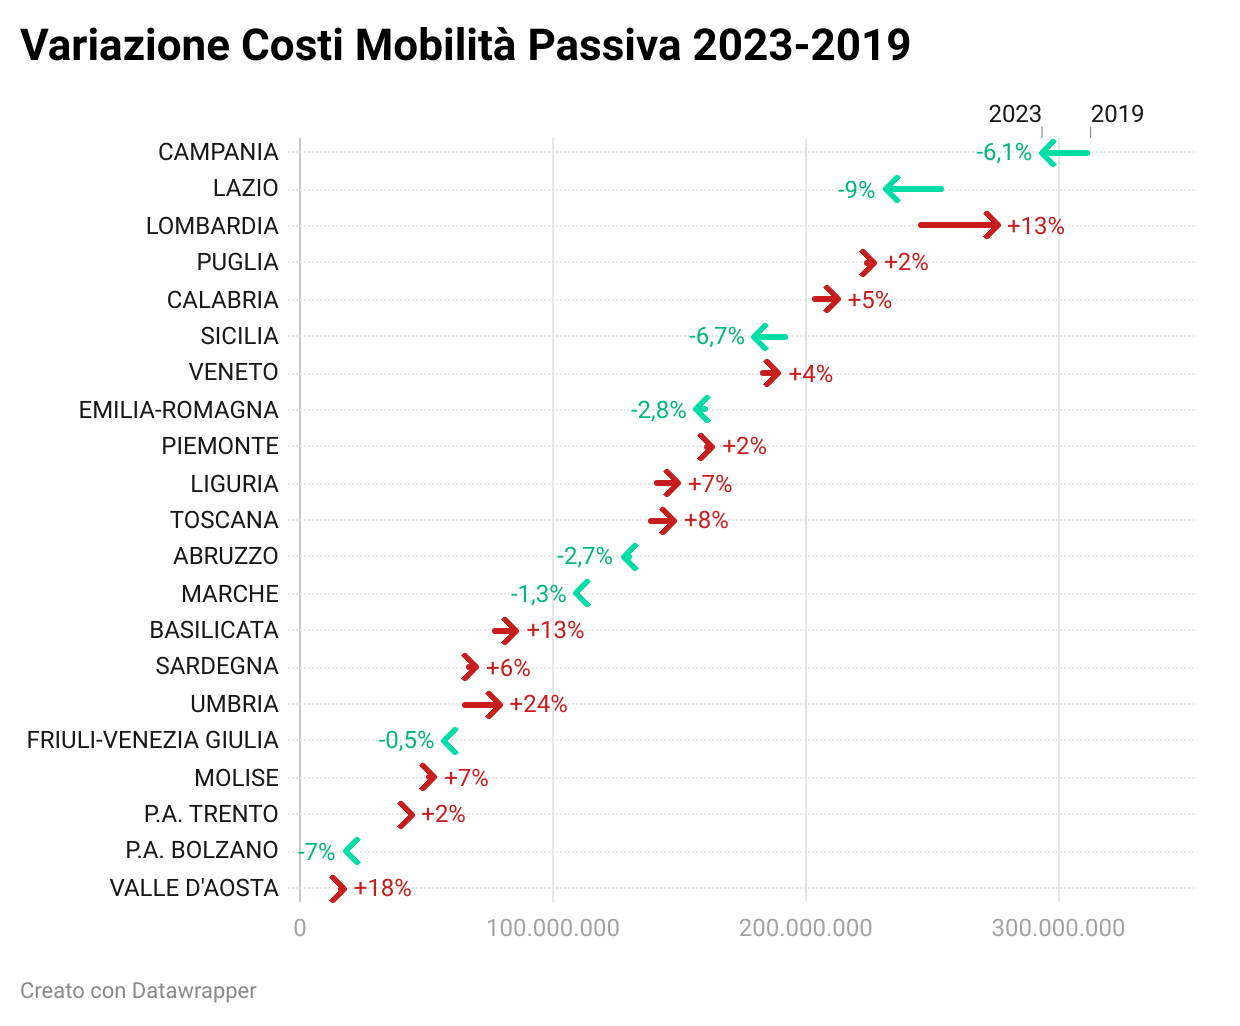 Variazione Costi Mobilità Passiva 2023-2019
2023 2019
CAMPANIA -6,1%
LAZIO -9%
LOMBARDIA +13%
PUGLIA +2%
CALABRIA +5%
SICILIA -6,7%
VENETO +4%
EMILIA-ROMAGNA -2,8%
PIEMONTE +2%
LIGURIA +7%
TOSCANA +8%
ABRUZZO -2,7%
MARCHE -1,3%
BASILICATA +13%
SARDEGNA +6%
UMBRIA +24%
FRIULI-VENEZIA GIULIA -0,5%
MOLISE +7%
P.A. TRENTO +2%
P.A. BOLZANO -7%
VALLE D'AOSTA +18%
0 100.000.000 200.000.000 300.000.000
Creato con Datawrapper